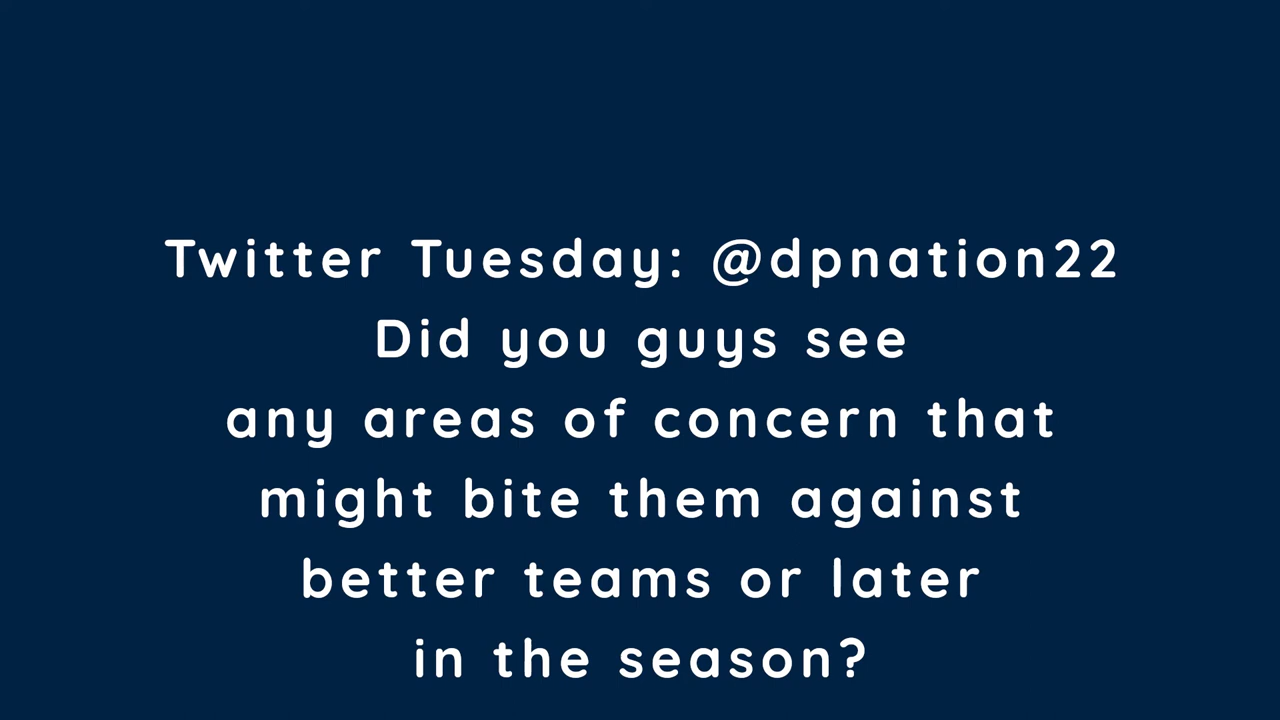 Twitter Tuesday: @dpnation22
Did you guys see
any areas of concern that
might bite them against
better teams or later
in the season?